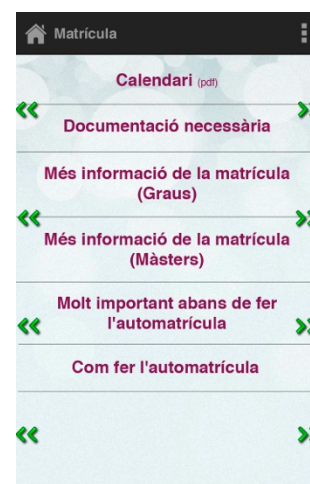 Matrícula
Calendari (pdf)
Documentació necessària
Més informació de la matrícula
(Graus)
Més informació de la matrícula
(Màsters)
Molt important abans de fer
l'automatrícula
Com fer l'automatrícula